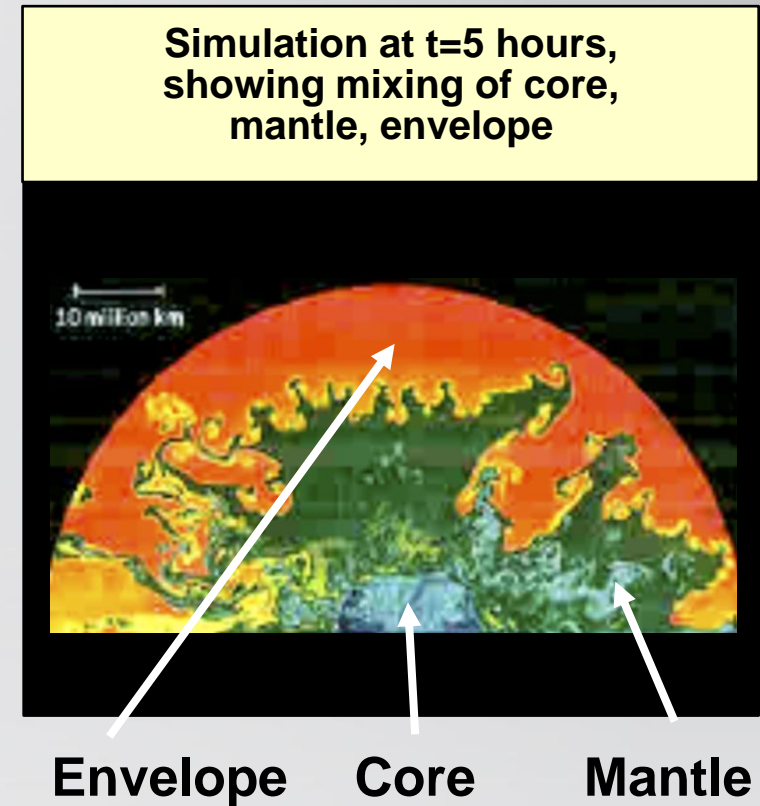 Simulation at t=5 hours,
showing mixing of core,
mantle, envelope
10 million km
Envelope Core Mantle